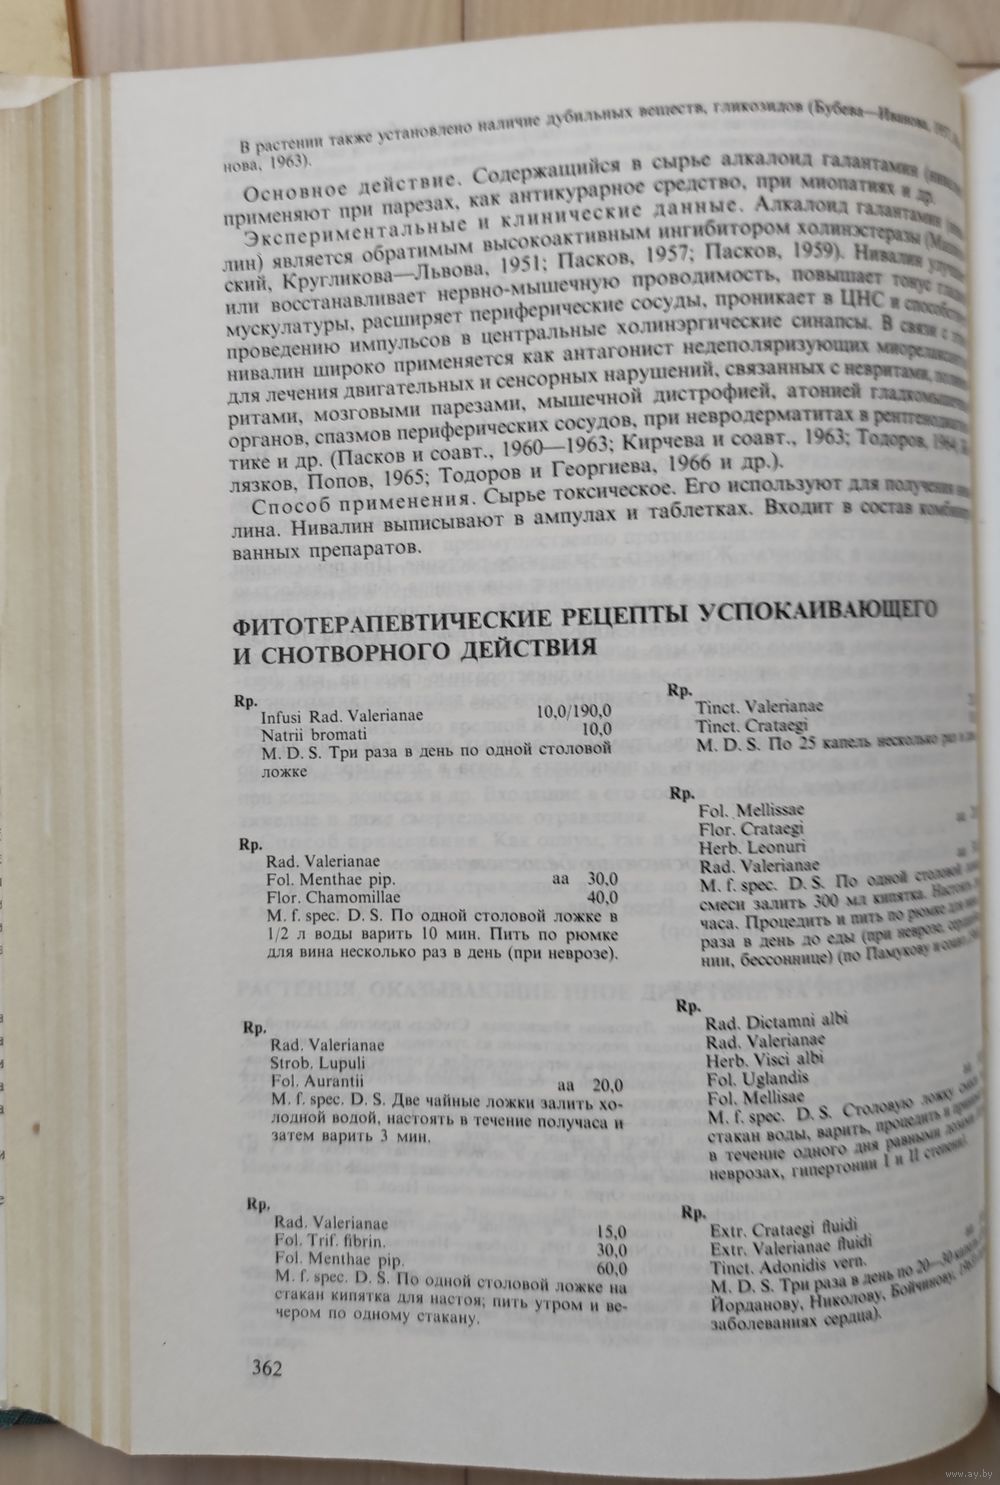 В растении также установлено наличие дубильных веществ, гликозидов (Бубева—Иванова,
нова, 1963).
Основное действие. Содержащийся в сырье алкалоид галантамин
применяют при парезах, как антикурарное средство, при миопатиях и др.
Экспериментальные и клинические данные. Алкалоид галантамин
лин) является обратимым высокоактивным ингибитором холинэстеразы
ский, Кругликова—Львова, 1951; Пасков, 1957; Пасков, 1959). Нивалин
или восстанавливает нервно-мышечную проводимость, повышает тонус
мускулатуры, расширяет периферические сосуды, проникает в ЦНС и
проведению импульсов в центральные холинэргические синапсы. В связи с
нивалин широко применяется как антагонист недеполяризующих
для лечения двигательных и сенсорных нарушений, связанных с невритами,
ритами, мозговыми парезами, мышечной дистрофией, атонией
органов, спазмов периферических сосудов, при невродерматитах в
тике и др. (Пасков и соавт., 1960—1963; Кирчева и соавт., 1963; Тодоров, 1964;
лязков, Попов, 1965; Тодоров и Георгиева, 1966 и др.).
Способ применения. Сырье токсическое. Его используют для получения
лина. Нивалин выписывают в ампулах и таблетках. Входит в состав
ванных препаратов.
ФИТОТЕРАПЕВТИЧЕСКИЕ РЕЦЕПТЫ УСПОКАИВАЮЩЕГО
И СНОТВОРНОГО ДЕЙСТВИЯ
Rp.
Infusi Rad. Valerianae 10,0/190,0
Natrii bromati 10,0
M. D. S. Три раза в день по одной столовой
ложке
Rp.
Rad. Valerianae
Fol. Menthae pip. aa 30,0
Flor. Chamomillae 40,0
M. f. spec. D. S. По одной столовой ложке в
1/2 л воды варить 10 мин. Пить по рюмке
для вина несколько раз в день (при неврозе).
Rp.
Rad. Valerianae
Strob. Lupuli
Fol. Aurantii aa 20,0
M. f. spec. D. S. Две чайные ложки залить хо-
лодной водой, настоять в течение получаса и
затем варить 3 мин.
Rp.
Rad. Valerianae 15,0
Fol. Trif. fibrin. 30,0
Fol. Menthae pip. 60,0
M. f. spec. D. S. По одной столовой ложке на
стакан кипятка для настоя; пить утром и ве-
чером по одному стакану.
Rp.
Tinct. Valerianae
Tinct. Crataegi
M. D. S. По 25 капель несколько раз в
Rp.
Fol. Mellissae
Flor. Crataegi
Herb. Leonuri
Rad. Valerianae
M. f. spec. D. S. По одной столовой
смеси залить 300 мл кипятка. Настоять
часа. Процедить и пить по рюмке для
раза в день до еды (при неврозе,
нии, бессоннице) (по Памукову и соавт.,
Rp.
Rad. Dictamni albi
Rad. Valerianae
Herb. Visci albi
Fol. Uglandis
Fol. Mellisae
M. f. spec. D. S. Столовую ложку
стакан воды, варить, процедить и
в течение одного дня равными
неврозах, гипертонии I и II степени).
Rp.
Extr. Crataegi fluidi
Extr. Valerianae fluidi
Tinct. Adonidis vern.
M. D. S. Три раза в день по 20—30 капель
Йорданову, Николову, Бойчинову,
заболеваниях сердца).
362
www.ay.by